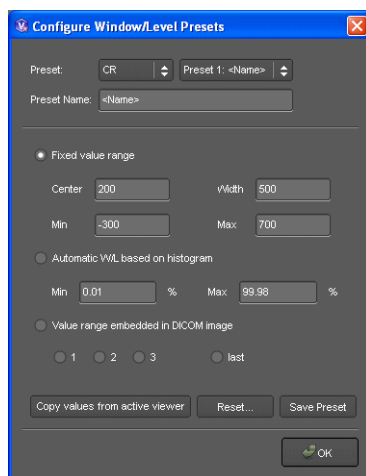 Configure Window/Level Presets
Preset: CR Preset 1: <Name>
Preset Name: <Name>
Fixed value range
Center 200 Width 500
Min -300 Max 700
Automatic W/L based on histogram
Min 0.01 % Max 99.98 %
Value range embedded in DICOM image
1 2 3 last
Copy values from active viewer Reset... Save Preset
OK